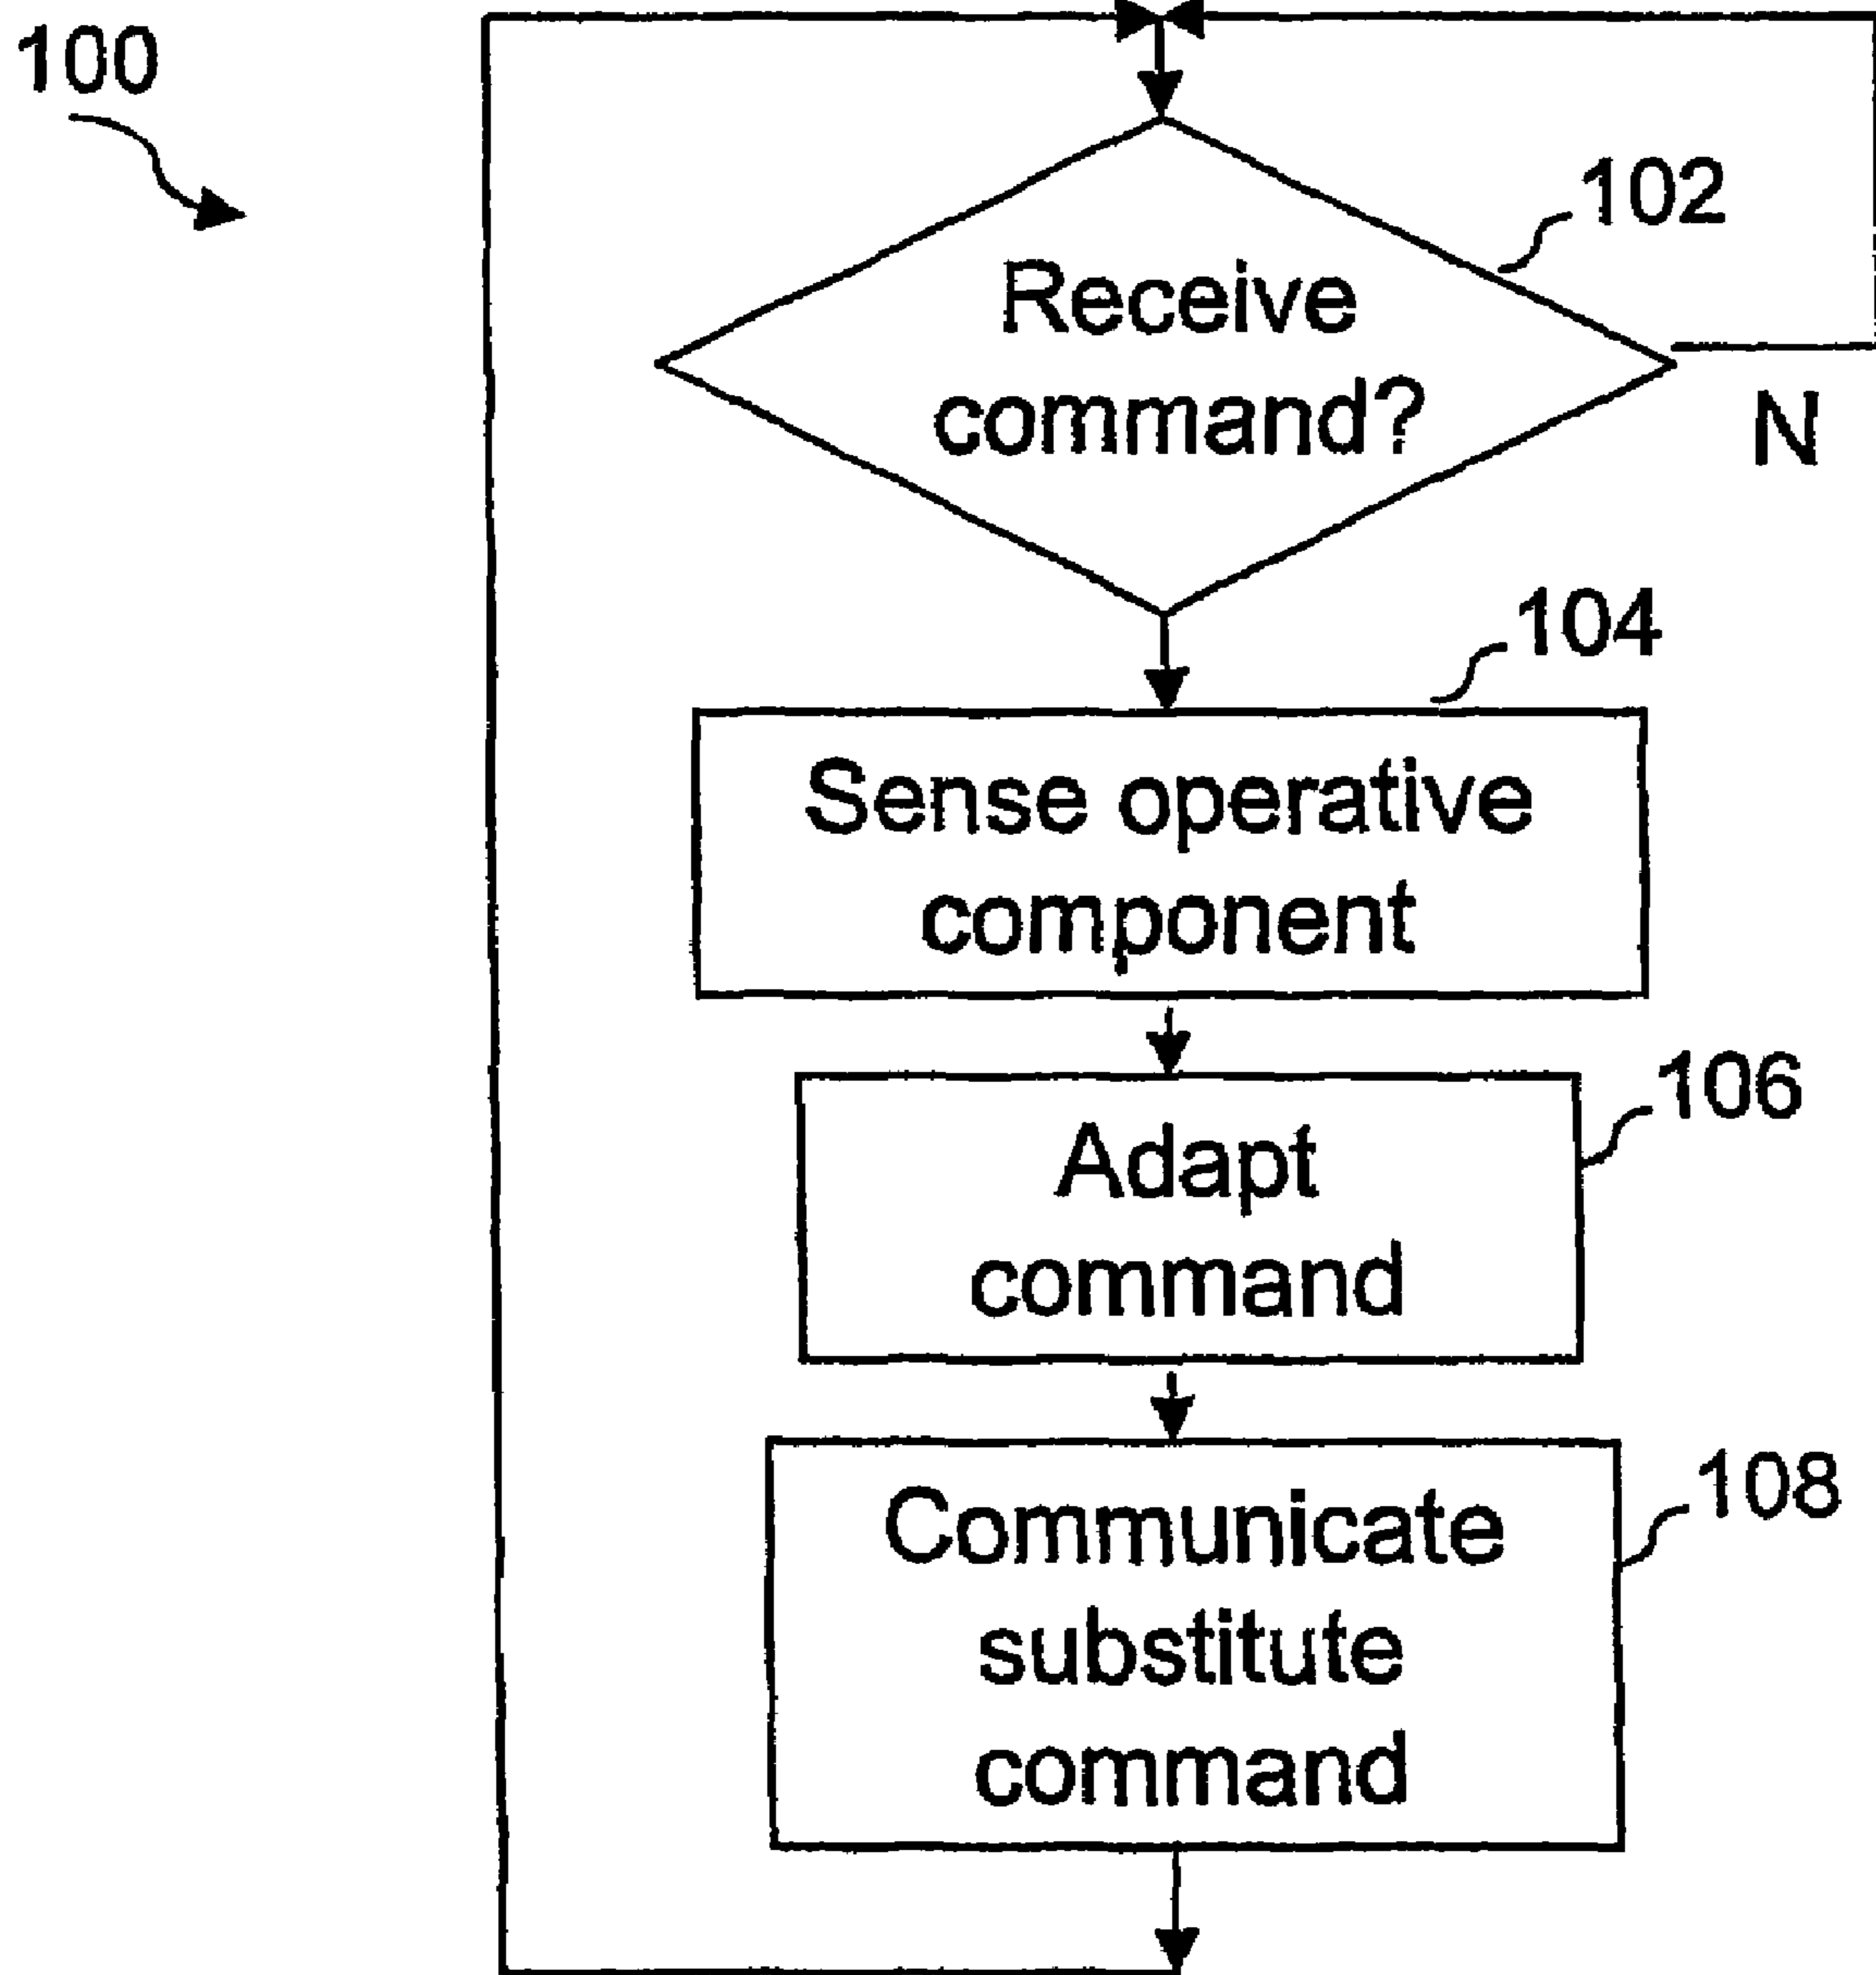 100
102
Receive
command?
N
104
Sense operative
component
106
Adapt
command
108
Communicate
substitute
command